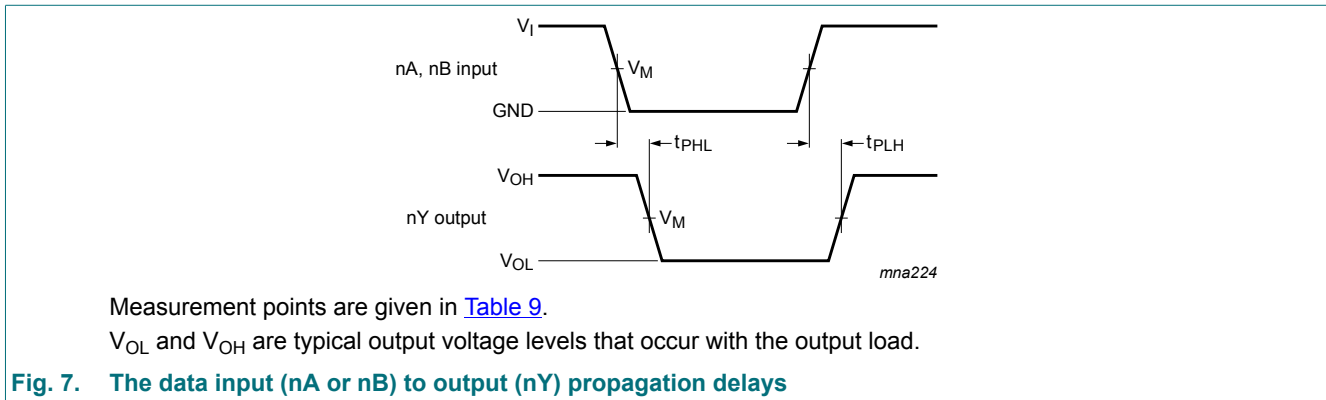 VI
nA, nB input
VM
GND
tPHL
tPLH
VOH
nY output
VM
VOL
mna224
Measurement points are given in Table 9.
VOL and VOH are typical output voltage levels that occur with the output load.
Fig. 7. The data input (nA or nB) to output (nY) propagation delays